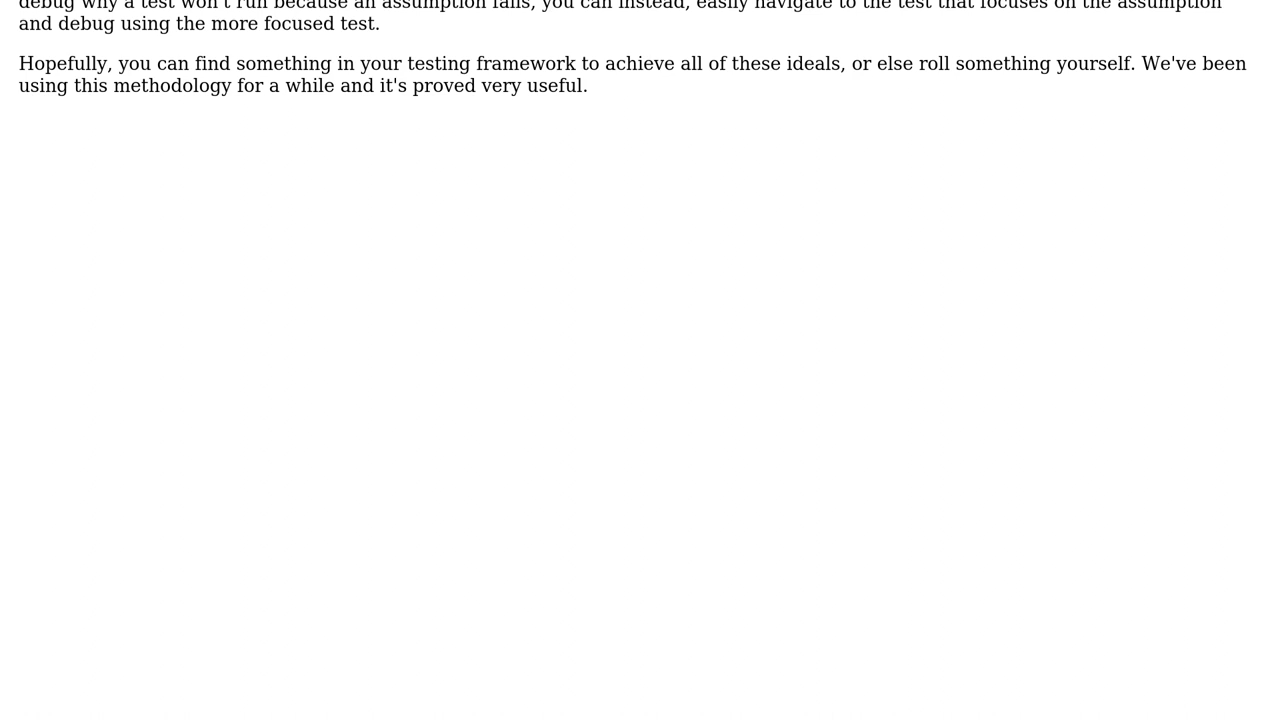 debug why a test won't run because an assumption fails, you can instead, easily navigate to the test that focuses on the assumption
and debug using the more focused test.
Hopefully, you can find something in your testing framework to achieve all of these ideals, or else roll something yourself. We've been
using this methodology for a while and it's proved very useful.